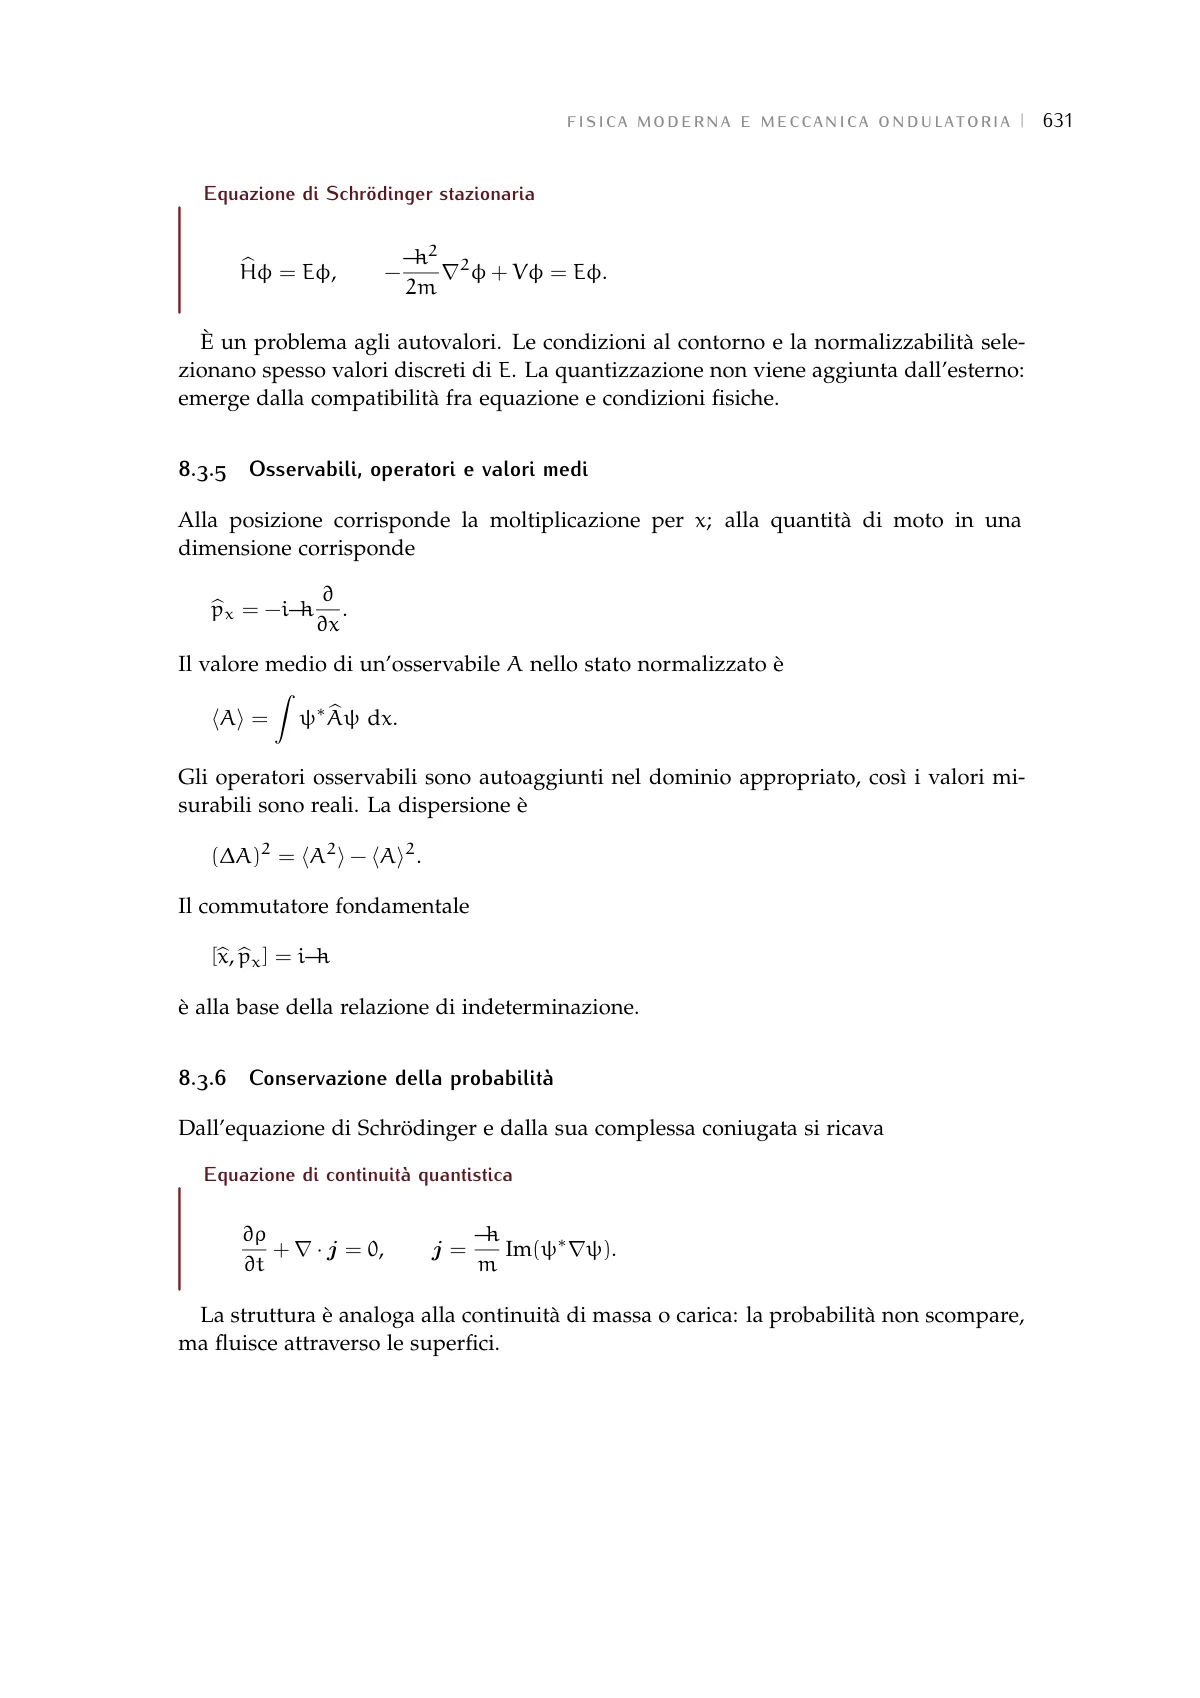 FISICA MODERNA E MECCANICA ONDULATORIA | 631
Equazione di Schrödinger stazionaria
Ĥϕ = Eϕ, −ħ²/2m ∇²ϕ + Vϕ = Eϕ.
È un problema agli autovalori. Le condizioni al contorno e la normalizzabilità sele-
zionano spesso valori discreti di E. La quantizzazione non viene aggiunta dall’esterno:
emerge dalla compatibilità fra equazione e condizioni fisiche.
8.3.5 Osservabili, operatori e valori medi
Alla posizione corrisponde la moltiplicazione per x; alla quantità di moto in una
dimensione corrisponde
p̂ₓ = −iħ ∂/∂x.
Il valore medio di un’osservabile A nello stato normalizzato è
⟨A⟩ = ∫ ψ*Âψ dx.
Gli operatori osservabili sono autoaggiunti nel dominio appropriato, così i valori mi-
surabili sono reali. La dispersione è
(ΔA)² = ⟨A²⟩ − ⟨A⟩².
Il commutatore fondamentale
[x̂, p̂ₓ] = iħ
è alla base della relazione di indeterminazione.
8.3.6 Conservazione della probabilità
Dall’equazione di Schrödinger e dalla sua complessa coniugata si ricava
Equazione di continuità quantistica
∂ρ/∂t + ∇ · j = 0, j = ħ/m Im(ψ*∇ψ).
La struttura è analoga alla continuità di massa o carica: la probabilità non scompare,
ma fluisce attraverso le superfici.